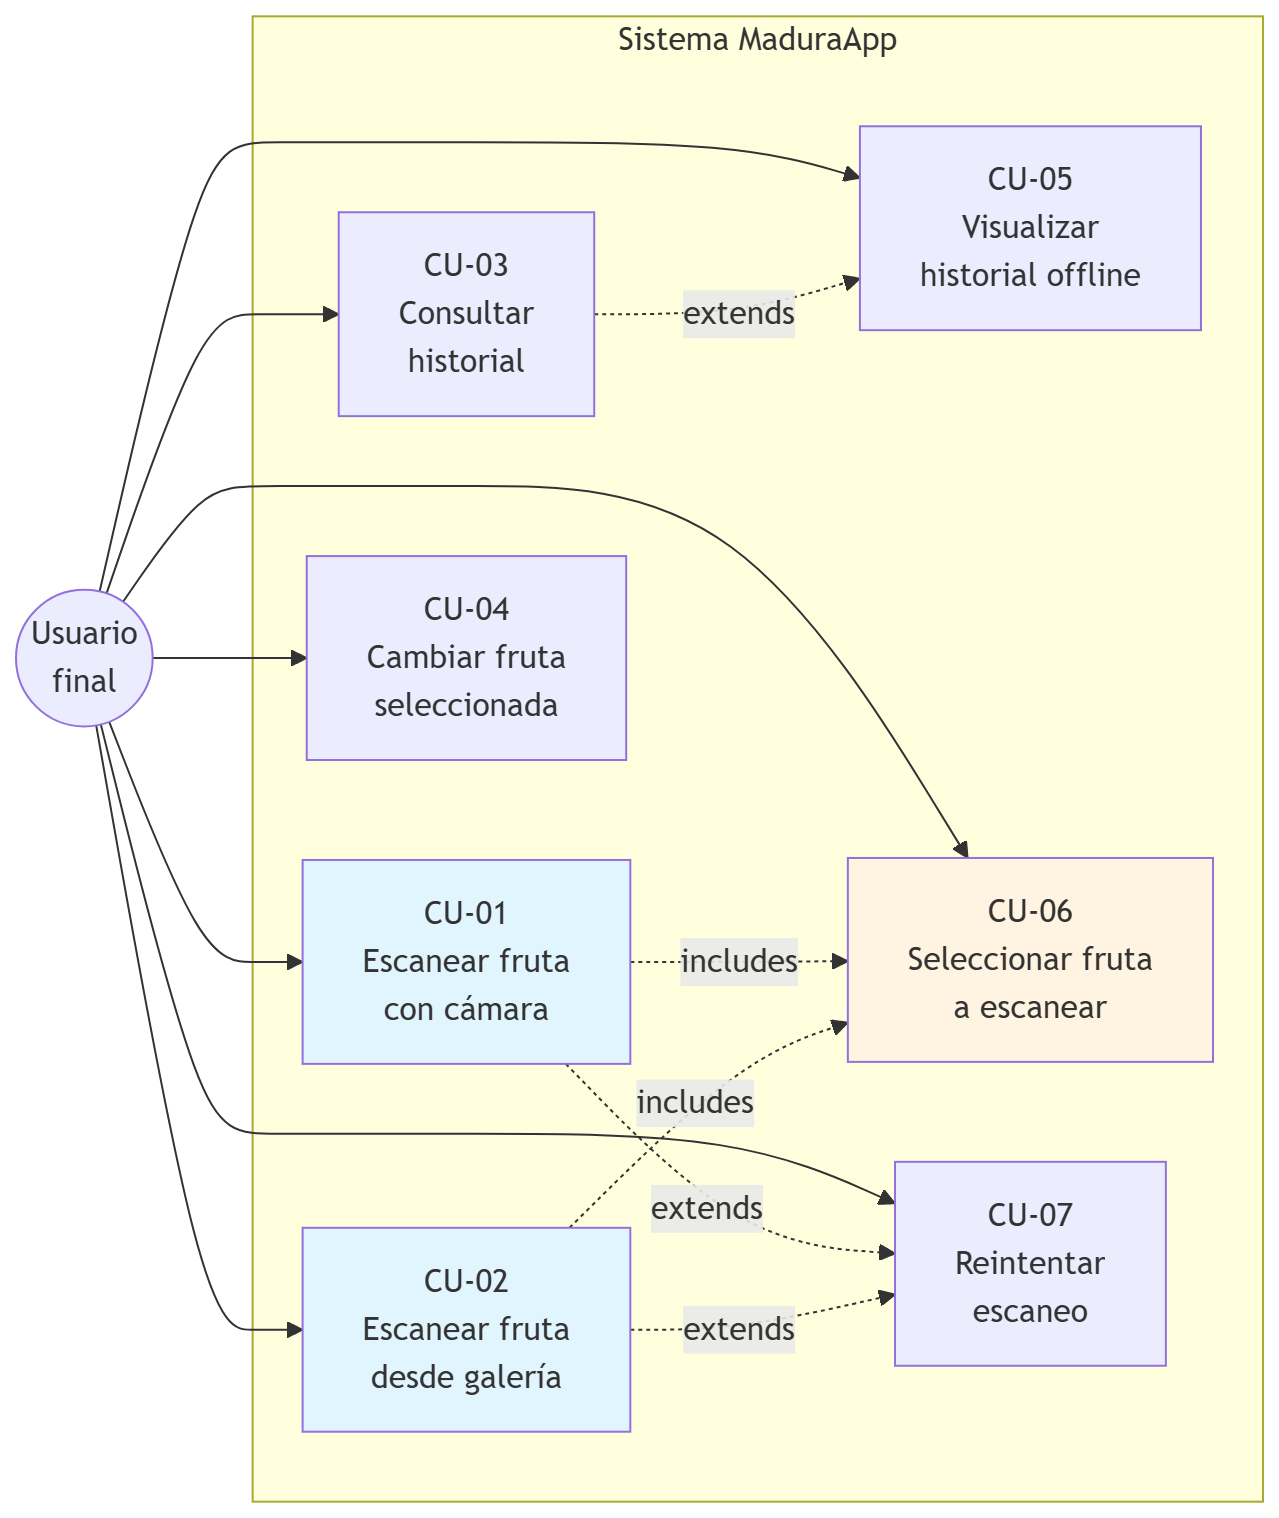 Sistema MaduraApp
CU-05
Visualizar
historial offline
CU-03
Consultar
historial
extends
CU-04
Cambiar fruta
seleccionada
Usuario
final
CU-01
Escanear fruta
con cámara
includes
CU-06
Seleccionar fruta
a escanear
includes
extends
CU-07
Reintentar
escaneo
CU-02
Escanear fruta
desde galería
extends